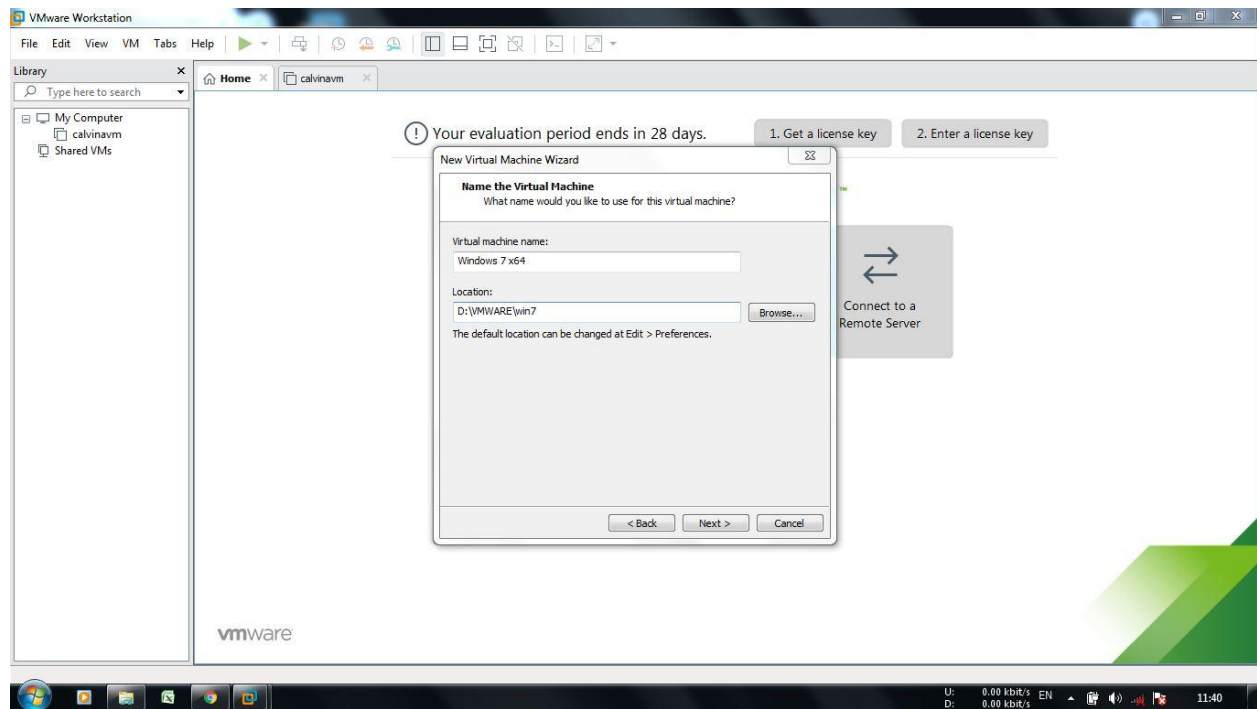 VMware Workstation
File Edit View VM Tabs Help
Library
Type here to search
My Computer
calvinavm
Shared VMs
Home
calvinavm
Your evaluation period ends in 28 days.
1. Get a license key
2. Enter a license key
New Virtual Machine Wizard
Name the Virtual Machine
What name would you like to use for this virtual machine?
Virtual machine name:
Windows 7 x64
Location:
D:\VMWARE\win7
Browse...
The default location can be changed at Edit > Preferences.
< Back
Next >
Cancel
™
Connect to a
Remote Server
vmware
U: 0.00 kbit/s
D: 0.00 kbit/s
EN
11:40